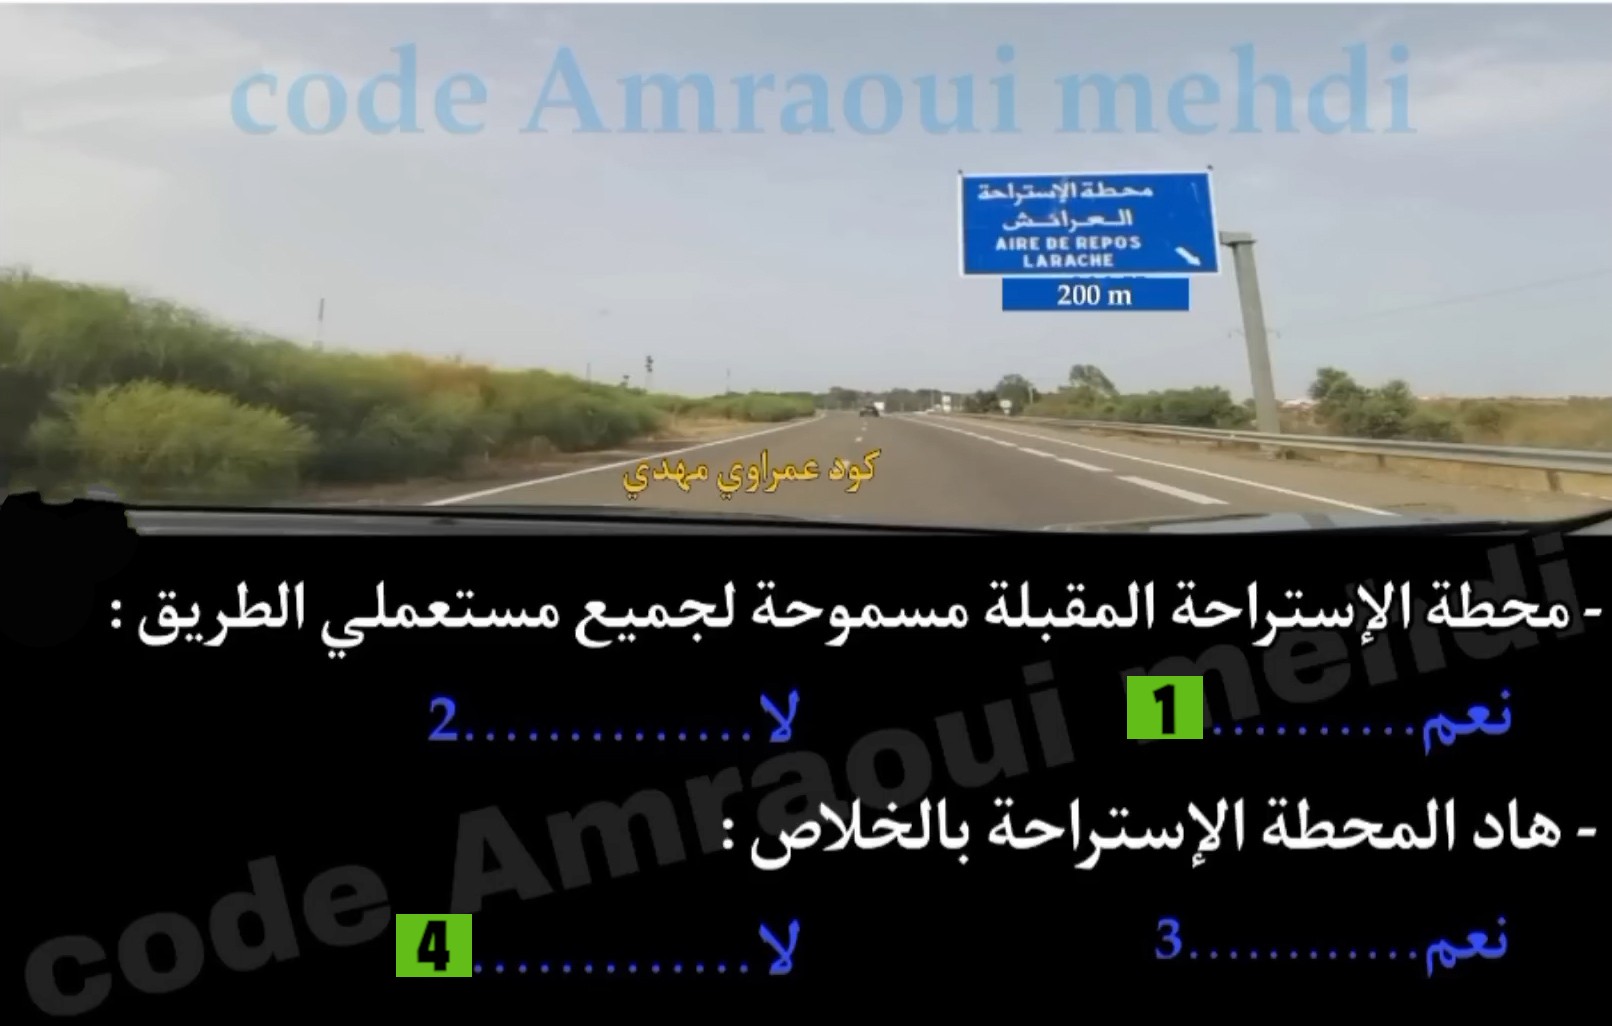 code Amraoui mehdi
محطة الإستراحة
العرائش
AIRE DE REPOS
LARACHE
200 m
كود عمراوي مهدي
- محطة الإستراحة المقبلة مسموحة لجميع مستعملي الطريق :
نعم..........1 لا..............2
- هاد المحطة الإستراحة بالخلاص :
نعم............3 لا..............4
code Amraoui mehdi